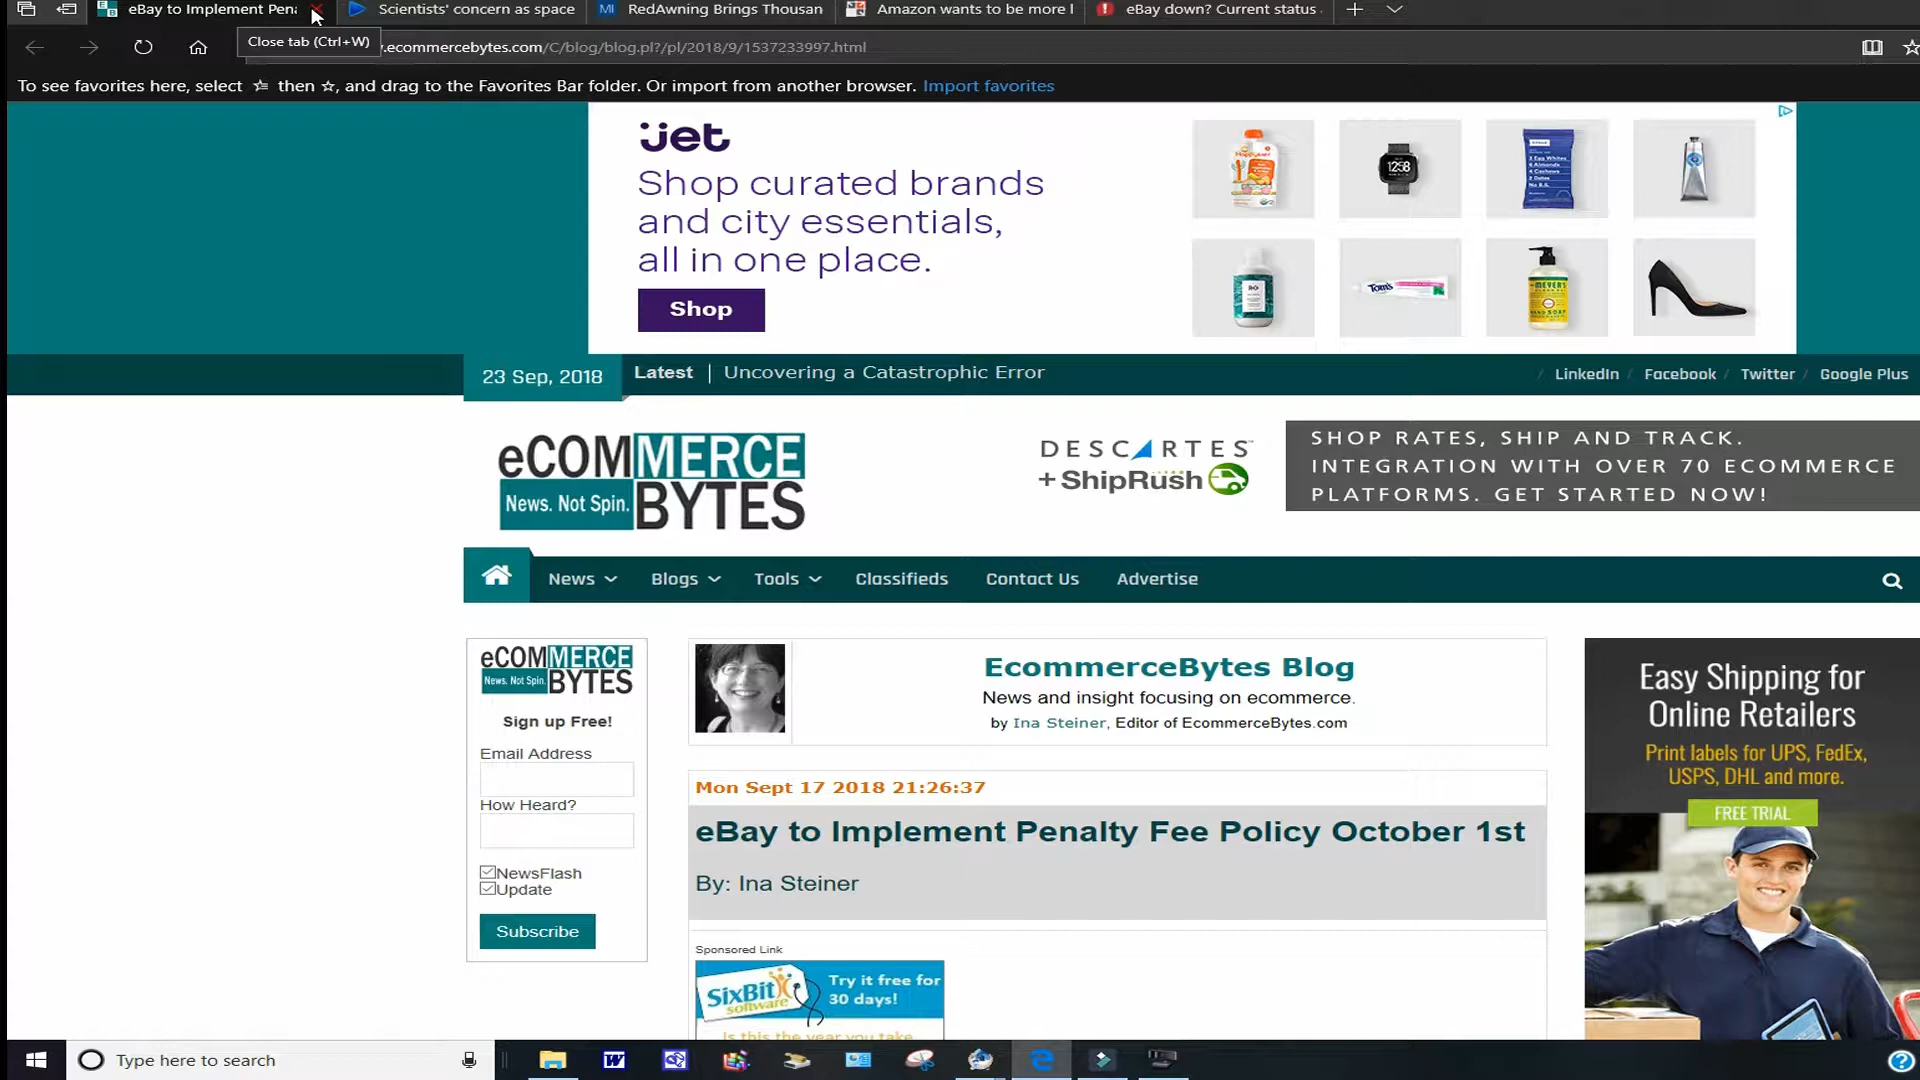 eBay to Implement Pena
Scientists' concern as space
MI RedAwning Brings Thousan
Amazon wants to be more l
eBay down? Current status
Close tab (Ctrl+W)
.ecommercebytes.com/C/blog/blog.pl?/pl/2018/9/1537233997.html
To see favorites here, select then ☆, and drag to the Favorites Bar folder. Or import from another browser. Import favorites
jet
Shop curated brands
and city essentials,
all in one place.
Shop
12 58
Tom's
MEYER'S
HAND SOAP
23 Sep, 2018
Latest | Uncovering a Catastrophic Error
/ LinkedIn / Facebook / Twitter / Google Plus
eCOMMERCE
News. Not Spin. BYTES
DESCARTES™
+ShipRush
SHOP RATES, SHIP AND TRACK.
INTEGRATION WITH OVER 70 ECOMMERCE
PLATFORMS. GET STARTED NOW!
News
Blogs
Tools
Classifieds
Contact Us
Advertise
eCOMMERCE
News. Not Spin. BYTES
Sign up Free!
Email Address
How Heard?
NewsFlash
Update
Subscribe
EcommerceBytes Blog
News and insight focusing on ecommerce.
by Ina Steiner, Editor of EcommerceBytes.com
Mon Sept 17 2018 21:26:37
eBay to Implement Penalty Fee Policy October 1st
By: Ina Steiner
Sponsored Link
SixBit
software
Try it free for
30 days!
Is this the year you take
Easy Shipping for
Online Retailers
Print labels for UPS, FedEx,
USPS, DHL and more.
FREE TRIAL
Type here to search